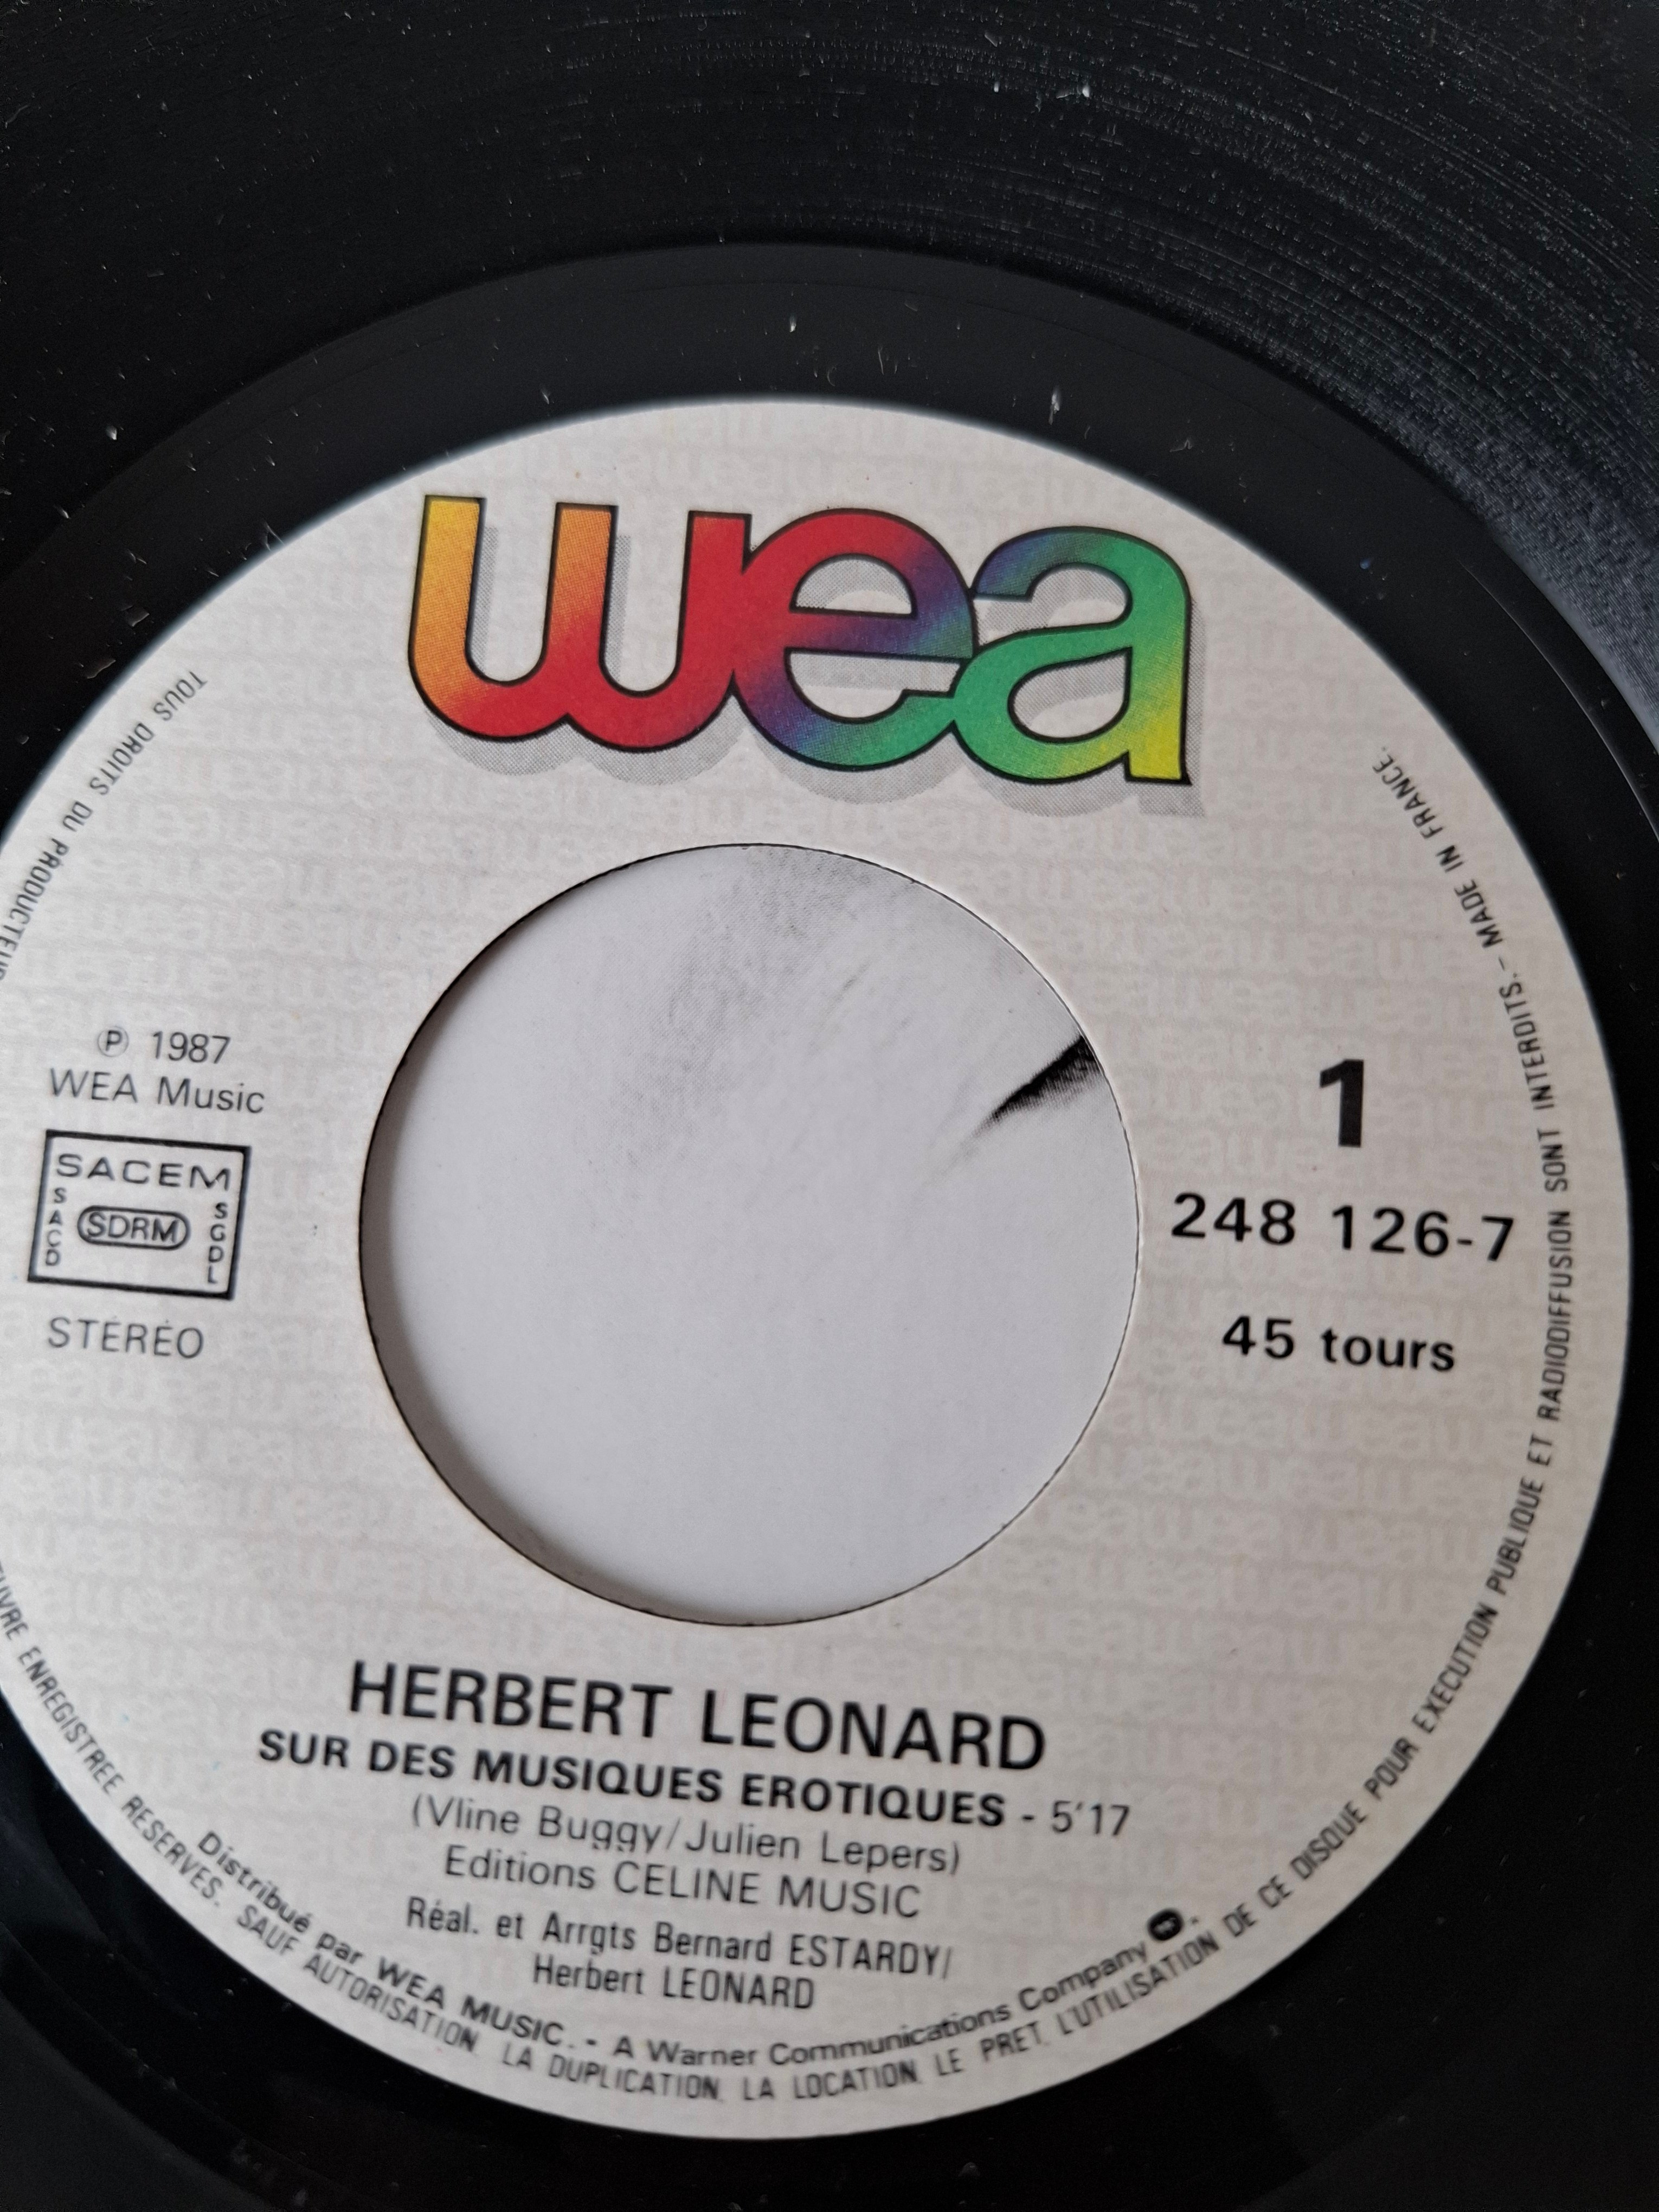 wea
℗ 1987
WEA Music
SACEM
SACD
SDRM
SGDL
STÉRÉO
1
248 126-7
45 tours
HERBERT LEONARD
SUR DES MUSIQUES EROTIQUES - 5'17
(Vline Buggy/Julien Lepers)
Editions CELINE MUSIC
Réal. et Arrgts Bernard ESTARDY/
Herbert LEONARD
Distribué par WEA MUSIC. - A Warner Communications Company
TOUS DROITS DU PRODUCTEUR
ENREGISTREE RESERVES. SAUF AUTORISATION. LA DUPLICATION, LA LOCATION, LE PRET, L'UTILISATION DE CE DISQUE POUR EXECUTION PUBLIQUE ET RADIODIFFUSION SONT INTERDITS. - MADE IN FRANCE.